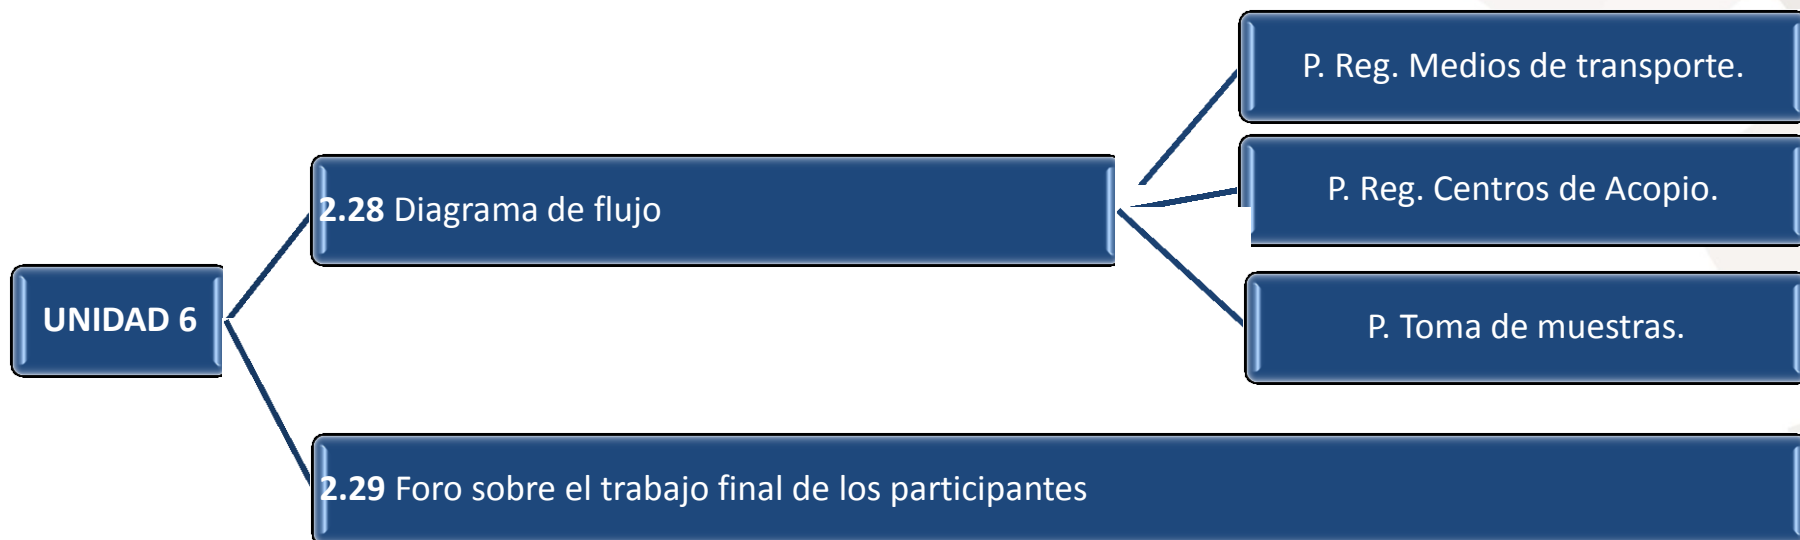 P. Reg. Medios de transporte.
P. Reg. Centros de Acopio.
2.28 Diagrama de flujo
UNIDAD 6
P. Toma de muestras.
2.29 Foro sobre el trabajo final de los participantes